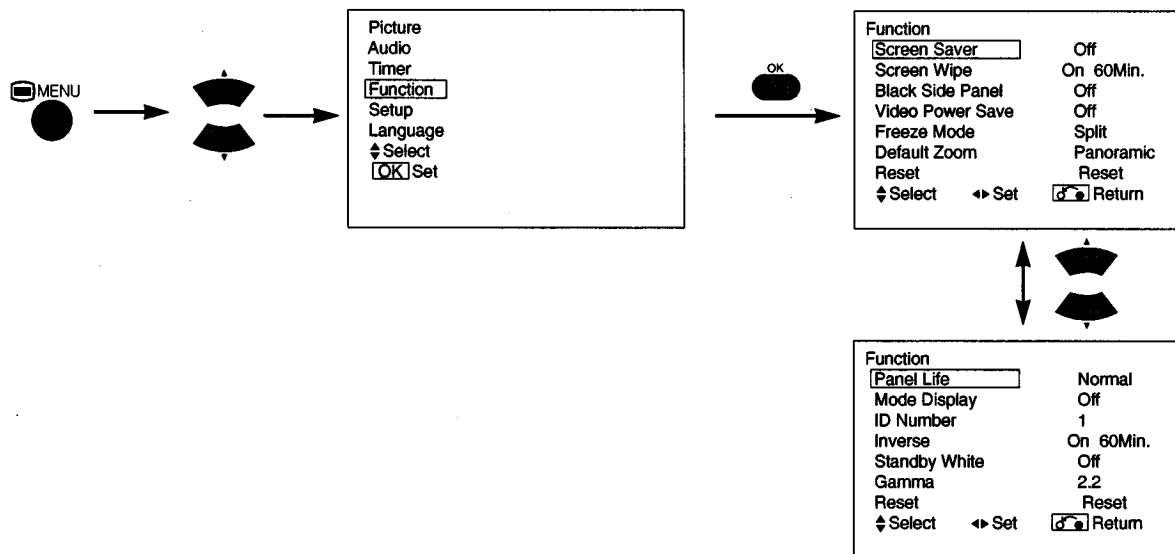 MENU
Picture
Audio
Timer
Function
Setup
Language
Select
OK Set
OK
Function
Screen Saver Off
Screen Wipe On 60Min.
Black Side Panel Off
Video Power Save Off
Freeze Mode Split
Default Zoom Panoramic
Reset Reset
Select Set Return
Function
Panel Life Normal
Mode Display Off
ID Number 1
Inverse On 60Min.
Standby White Off
Gamma 2.2
Reset Reset
Select Set Return